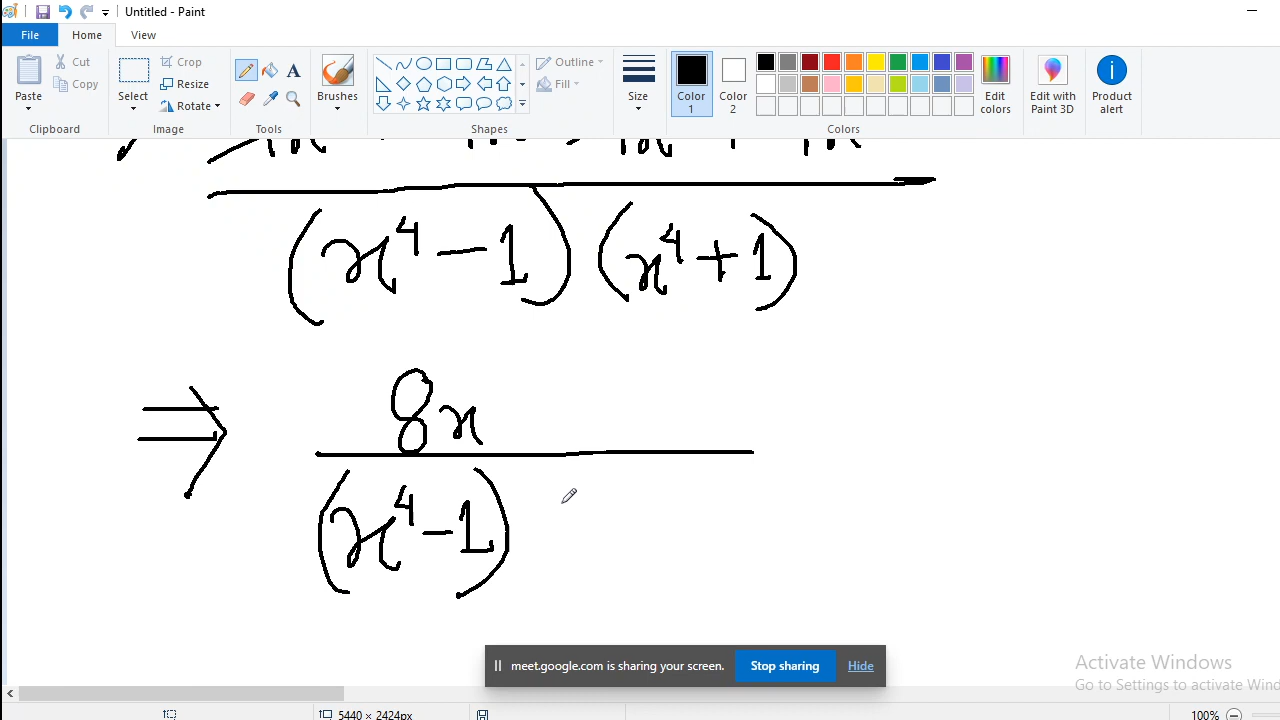 Untitled - Paint
File Home View
Paste Cut Copy Select Crop Resize Rotate A Brushes Outline Fill Size Color 1 Color 2 Edit colors Edit with Paint 3D Product alert
Clipboard Image Tools Shapes Colors
(x⁴ - 1) (x⁴ + 1)
⇒ 8x
(x⁴ - 1)
meet.google.com is sharing your screen. Stop sharing Hide
Activate Windows
Go to Settings to activate Wind
5440 × 2424px 100%